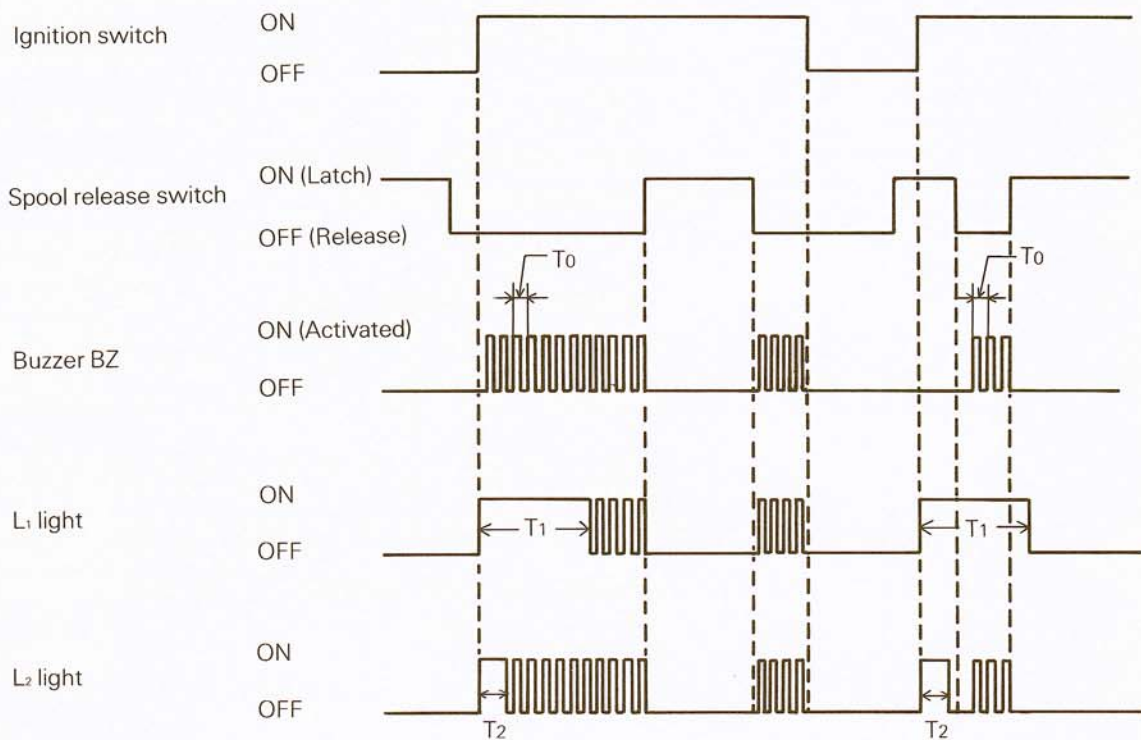 Ignition switch
ON
OFF
Spool release switch
ON (Latch)
OFF (Release)
T0
T0
Buzzer BZ
ON (Activated)
OFF
L1 light
ON
OFF
T1
T1
L2 light
ON
OFF
T2
T2